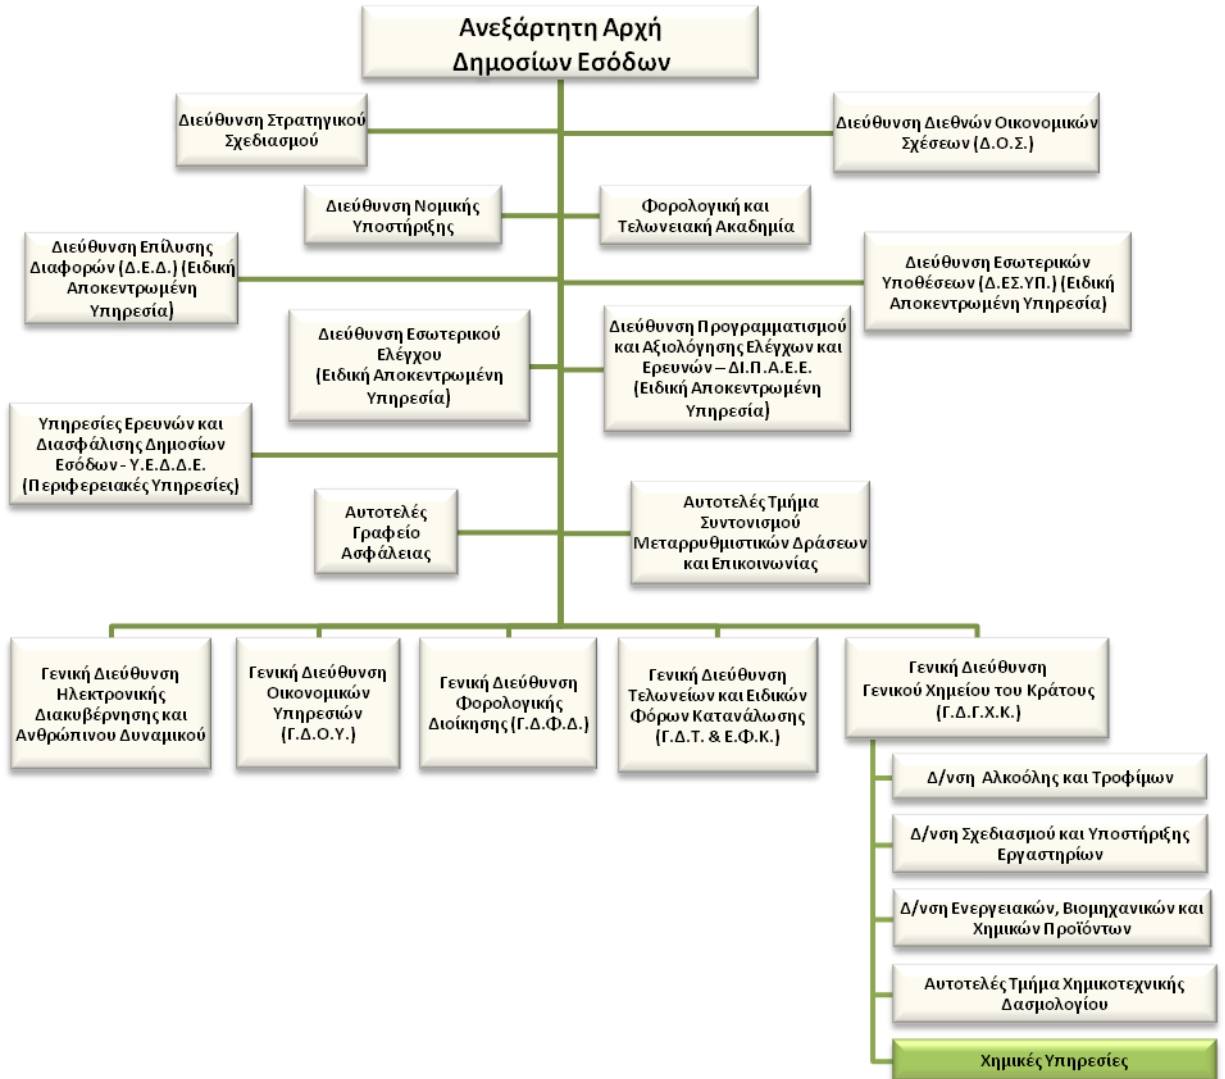 Ανεξάρτητη Αρχή
Δημοσίων Εσόδων
Διεύθυνση Στρατηγικού
Σχεδιασμού
Διεύθυνση Διεθνών Οικονομικών
Σχέσεων (Δ.Ο.Σ.)
Διεύθυνση Νομικής
Υποστήριξης
Φορολογική και
Τελωνειακή Ακαδημία
Διεύθυνση Επίλυσης
Διαφορών (Δ.Ε.Δ.) (Ειδική
Αποκεντρωμένη
Υπηρεσία)
Διεύθυνση Εσωτερικών
Υποθέσεων (Δ.ΕΣ.ΥΠ.) (Ειδική
Αποκεντρωμένη Υπηρεσία)
Διεύθυνση Εσωτερικού
Ελέγχου
(Ειδική Αποκεντρωμένη
Υπηρεσία)
Διεύθυνση Προγραμματισμού
και Αξιολόγησης Ελέγχων και
Ερευνών – ΔΙ.Π.Α.Ε.Ε.
(Ειδική Αποκεντρωμένη
Υπηρεσία)
Υπηρεσίες Ερευνών και
Διασφάλισης Δημοσίων
Εσόδων - Υ.Ε.Δ.Δ.Ε.
(Περιφερειακές Υπηρεσίες)
Αυτοτελές
Γραφείο
Ασφάλειας
Αυτοτελές Τμήμα
Συντονισμού
Μεταρρυθμιστικών Δράσεων
και Επικοινωνίας
Γενική Διεύθυνση
Ηλεκτρονικής
Διακυβέρνησης και
Ανθρώπινου Δυναμικού
Γενική Διεύθυνση
Οικονομικών
Υπηρεσιών
(Γ.Δ.Ο.Υ.)
Γενική Διεύθυνση
Φορολογικής
Διοίκησης (Γ.Δ.Φ.Δ.)
Γενική Διεύθυνση
Τελωνείων και Ειδικών
Φόρων Κατανάλωσης
(Γ.Δ.Τ. & Ε.Φ.Κ.)
Γενική Διεύθυνση
Γενικού Χημείου του Κράτους
(Γ.Δ.Γ.Χ.Κ.)
Δ/νση Αλκοόλης και Τροφίμων
Δ/νση Σχεδιασμού και Υποστήριξης
Εργαστηρίων
Δ/νση Ενεργειακών, Βιομηχανικών και
Χημικών Προϊόντων
Αυτοτελές Τμήμα Χημικοτεχνικής
Δασμολογίου
Χημικές Υπηρεσίες